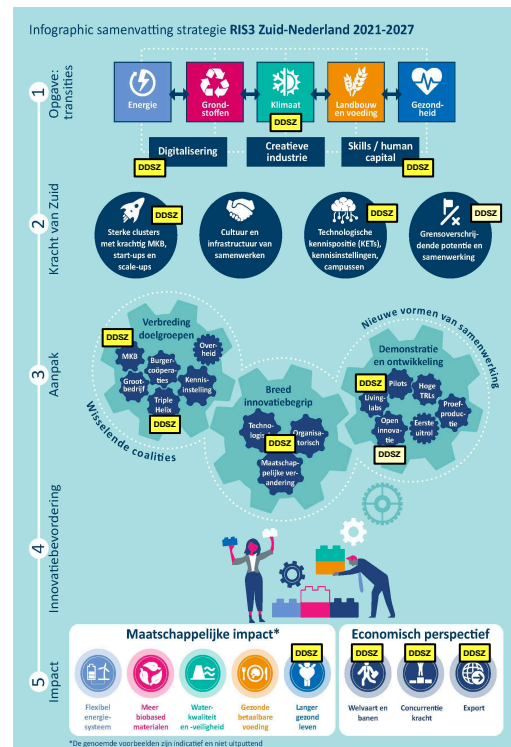 Infographic samenvatting strategie RIS3 Zuid-Nederland 2021-2027
1
Opgave:
transities
Energie
Grond-
stoffen
Klimaat
DDSZ
Landbouw
en voeding
Gezond-
heid
Digitalisering
DDSZ
Creatieve
industrie
Skills / human
capital
DDSZ
2
Kracht van Zuid
DDSZ
Sterke clusters
met krachtig MKB,
start-ups en
scale-ups
Cultuur en
infrastructuur van
samenwerken
DDSZ
Technologische
kennispositie (KETs),
kennisinstellingen,
campussen
DDSZ
Grensoverschrij-
dende potentie en
samenwerking
3
Aanpak
Verbreding
doelgroepen
DDSZ
MKB
Burger-
coöpera-
ties
Over-
heid
Groot-
bedrijf
Kennis-
instelling
Triple
Helix
DDSZ
Wisselende coalities
Breed
innovatiebegrip
Techno-
logis
DDSZ
Organisa-
torisch
Maatschap-
pelijke ver-
andering
Nieuwe vormen van samenwerking
Demonstratie
en ontwikkeling
DDSZ
Pilots
Hoge
TRLs
Living-
labs
Proef-
produc-
tie
Open
innova-
tie
Eerste
uitrol
DDSZ
4
Innovatiebevordering
5
Impact
Maatschappelijke impact*
DDSZ
Flexibel
energie-
systeem
Meer
biobased
materialen
Water-
kwaliteit
en -veiligheid
Gezonde
betaalbare
voeding
Langer
gezond
leven
Economisch perspectief
DDSZ
DDSZ
DDSZ
Welvaart en
banen
Concurrentie
kracht
Export
*De genoemde voorbeelden zijn indicatief en niet uitputtend